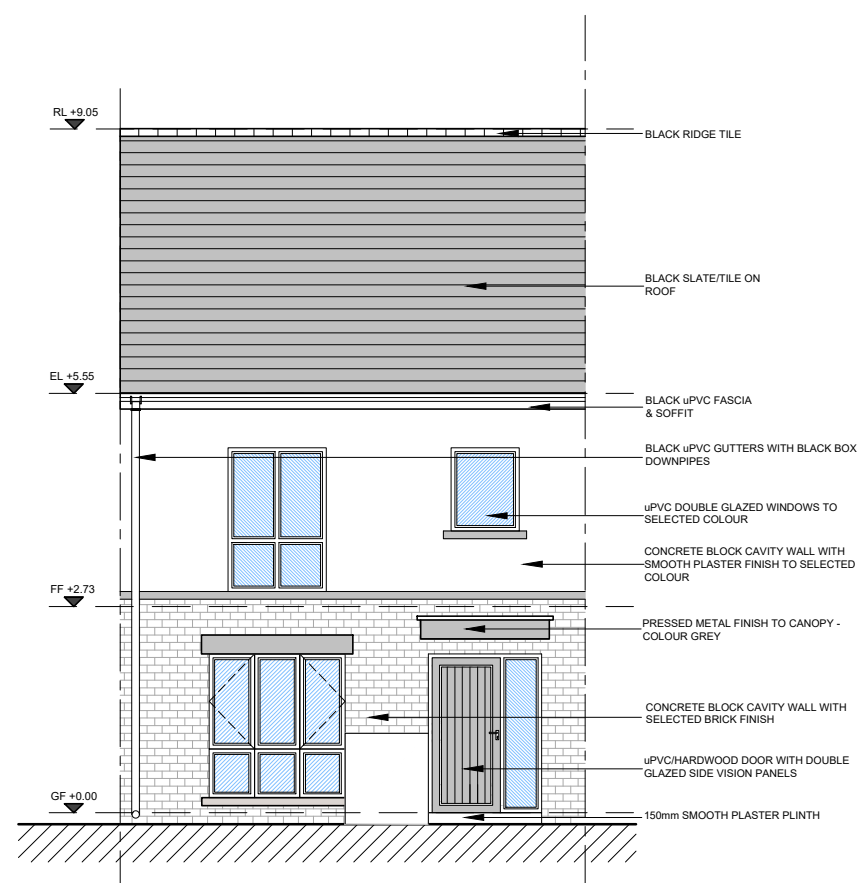 RL +9.05
BLACK RIDGE TILE
BLACK SLATE/TILE ON
ROOF
EL +5.55
BLACK uPVC FASCIA
& SOFFIT
BLACK uPVC GUTTERS WITH BLACK BOX
DOWNPIPES
uPVC DOUBLE GLAZED WINDOWS TO
SELECTED COLOUR
CONCRETE BLOCK CAVITY WALL WITH
SMOOTH PLASTER FINISH TO SELECTED
COLOUR
FF +2.73
PRESSED METAL FINISH TO CANOPY -
COLOUR GREY
CONCRETE BLOCK CAVITY WALL WITH
SELECTED BRICK FINISH
uPVC/HARDWOOD DOOR WITH DOUBLE
GLAZED SIDE VISION PANELS
GF +0.00
150mm SMOOTH PLASTER PLINTH